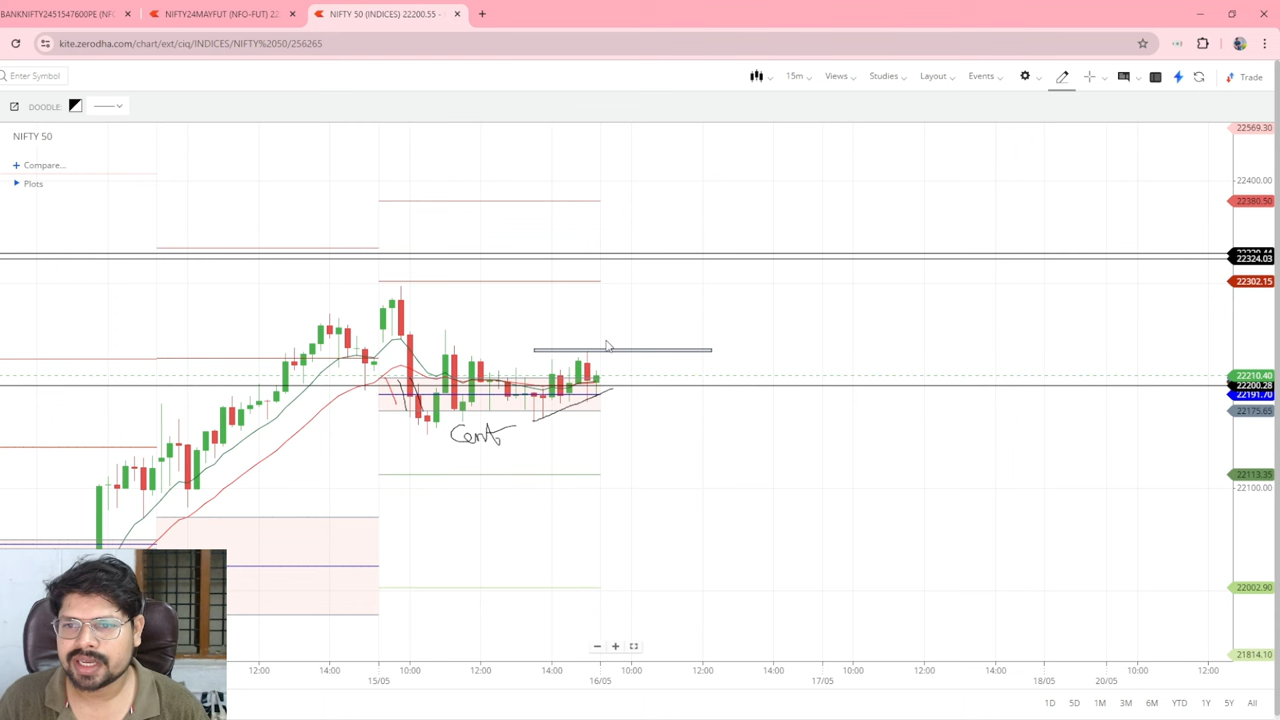 BANKNIFTY2451547600PE (NFO
NIFTY24MAYFUT (NFO-FUT) 22
NIFTY 50 (INDICES) 22200.55 -
kite.zerodha.com/chart/ext/ciq/INDICES/NIFTY%2050/256265
Enter Symbol
15m
Views
Studies
Layout
Events
Trade
DOODLE:
NIFTY 50
+ Compare...
Plots
22569.30
22400.00
22380.50
22324.03
22302.15
22210.40
22200.28
22191.70
22175.65
22113.35
22100.00
22002.90
21814.10
Cent
12:00 14:00 10:00 12:00 14:00 10:00 12:00 14:00 10:00 12:00 14:00 10:00 12:00
15/05 16/05 17/05 18/05 20/05
1D 5D 1M 3M 6M YTD 1Y 5Y All